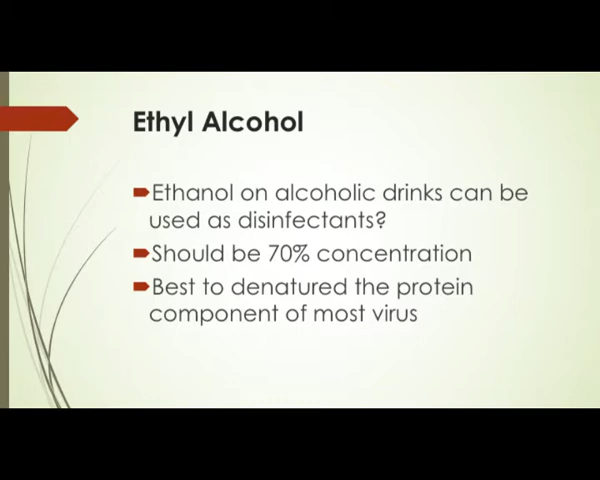 Ethyl Alcohol
Ethanol on alcoholic drinks can be
used as disinfectants?
Should be 70% concentration
Best to denatured the protein
component of most virus